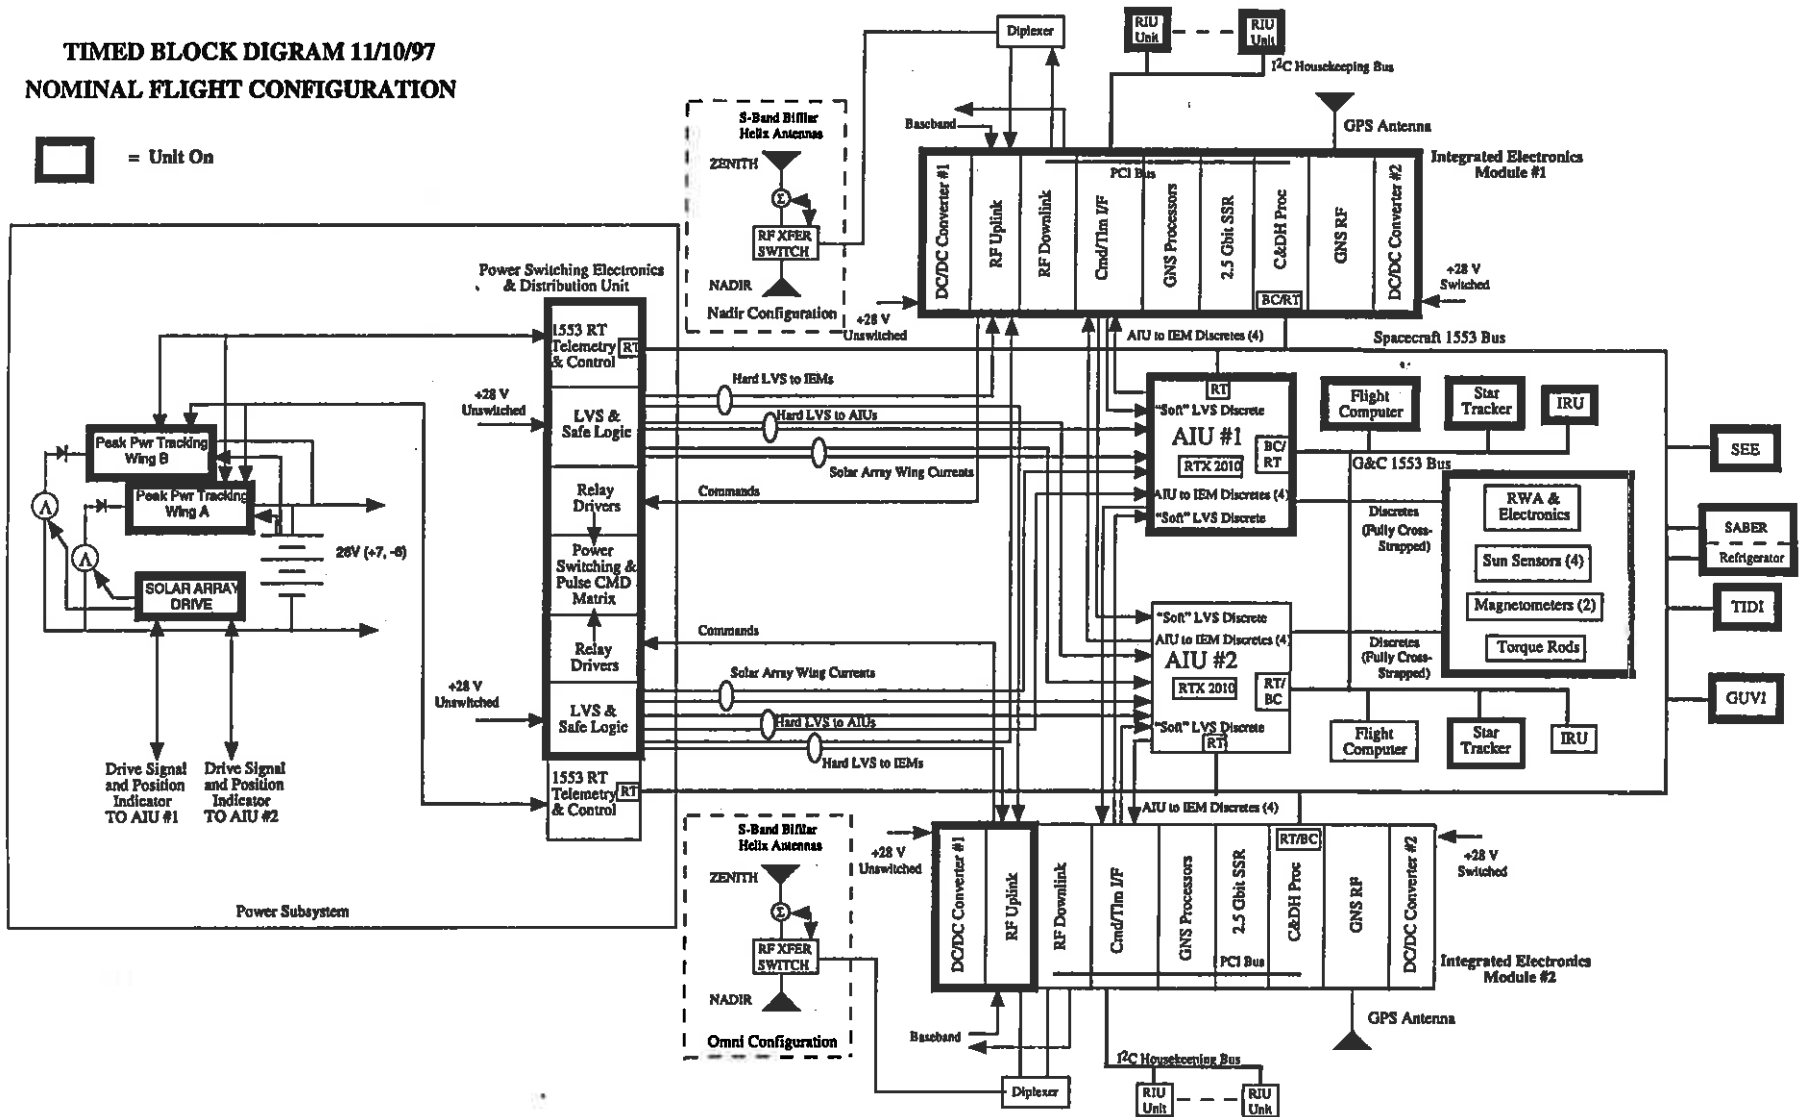 TIMED BLOCK DIGRAM 11/10/97
NOMINAL FLIGHT CONFIGURATION
= Unit On
Diplexer
RIU
Unit
RIU
Unit
I²C Housekeeping Bus
S-Band Bifilar
Helix Antennas
ZENITH
Σ
RF XFER
SWITCH
NADIR
Nadir Configuration
Baseband
GPS Antenna
Integrated Electronics
Module #1
PCI Bus
DC/DC Converter #1
RF Uplink
RF Downlink
Cmd/Tlm I/F
GNS Processors
2.5 Gbit SSR
C&DH Proc
BC/RT
GNS RF
DC/DC Converter #2
+28 V
Unswitched
+28 V
Switched
AIU to IEM Discretes (4)
Spacecraft 1553 Bus
Power Switching Electronics
& Distribution Unit
1553 RT
Telemetry
& Control
RT
+28 V
Unswitched
LVS &
Safe Logic
Relay
Drivers
Power
Switching &
Pulse CMD
Matrix
Relay
Drivers
+28 V
Unswitched
LVS &
Safe Logic
1553 RT
Telemetry
& Control
RT
Hard LVS to IEMs
Hard LVS to AIUs
Solar Array Wing Currents
Commands
Commands
Solar Array Wing Currents
Hard LVS to AIUs
Hard LVS to IEMs
Peak Pwr Tracking
Wing B
Peak Pwr Tracking
Wing A
28V (+7, -6)
SOLAR ARRAY
DRIVE
Drive Signal
and Position
Indicator
TO AIU #1
Drive Signal
and Position
Indicator
TO AIU #2
Power Subsystem
RT
"Soft" LVS Discrete
AIU #1
BC/
RT
RTX 2010
AIU to IEM Discretes (4)
"Soft" LVS Discrete
Flight
Computer
Star
Tracker
IRU
G&C 1553 Bus
Discretes
(Fully Cross-
Strapped)
RWA &
Electronics
Sun Sensors (4)
Magnetometers (2)
Torque Rods
SEE
SABER
Refrigerator
TIDI
GUVI
"Soft" LVS Discrete
AIU to IEM Discretes (4)
AIU #2
RTX 2010
RT/
BC
"Soft" LVS Discrete
RT
Discretes
(Fully Cross-
Strapped)
Flight
Computer
Star
Tracker
IRU
AIU to IEM Discretes (4)
S-Band Bifilar
Helix Antennas
ZENITH
Σ
RF XFER
SWITCH
NADIR
Omni Configuration
+28 V
Unswitched
DC/DC Converter #1
RF Uplink
RF Downlink
Cmd/Tlm I/F
GNS Processors
2.5 Gbit SSR
RT/BC
C&DH Proc
GNS RF
DC/DC Converter #2
+28 V
Switched
PCI Bus
Integrated Electronics
Module #2
GPS Antenna
Baseband
I²C Housekeeping Bus
Diplexer
RIU
Unit
RIU
Unit